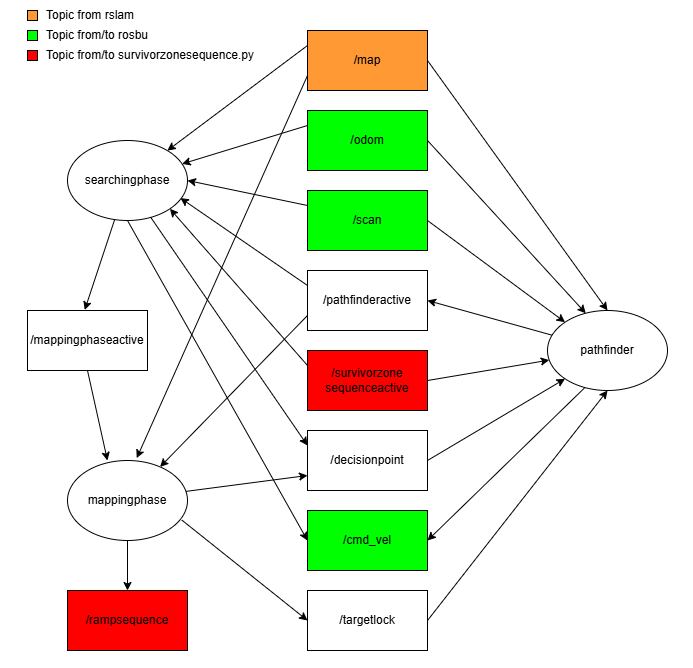 Topic from rslam
Topic from/to rosbu
Topic from/to survivorzonesequence.py
/map
/odom
searchingphase
/scan
/pathfinderactive
/mappingphaseactive
pathfinder
/survivorzone
sequenceactive
/decisionpoint
mappingphase
/cmd_vel
/rampsequence
/targetlock